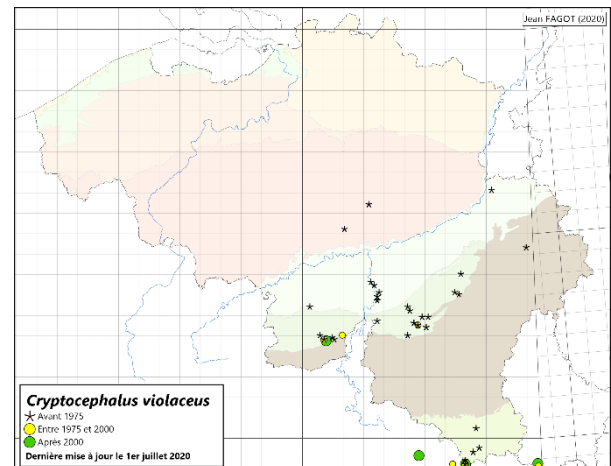 Jean FAGOT (2020)
Cryptocephalus violaceus
Avant 1975
Entre 1975 et 2000
Après 2000
Dernière mise à jour le 1er juillet 2020